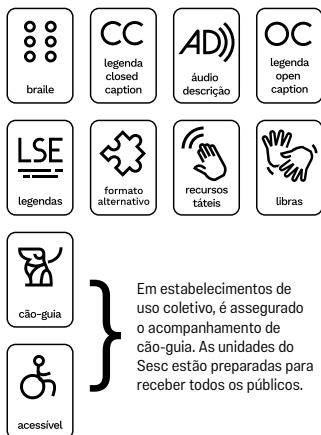 braile
CC
legenda
closed
caption
AD
áudio
descrição
OC
legenda
open
caption
LSE
legendas
formato
alternativo
recursos
táteis
libras
cão-guia
acessível
Em estabelecimentos de
uso coletivo, é assegurado
o acompanhamento de
cão-guia. As unidades do
Sesc estão preparadas para
receber todos os públicos.